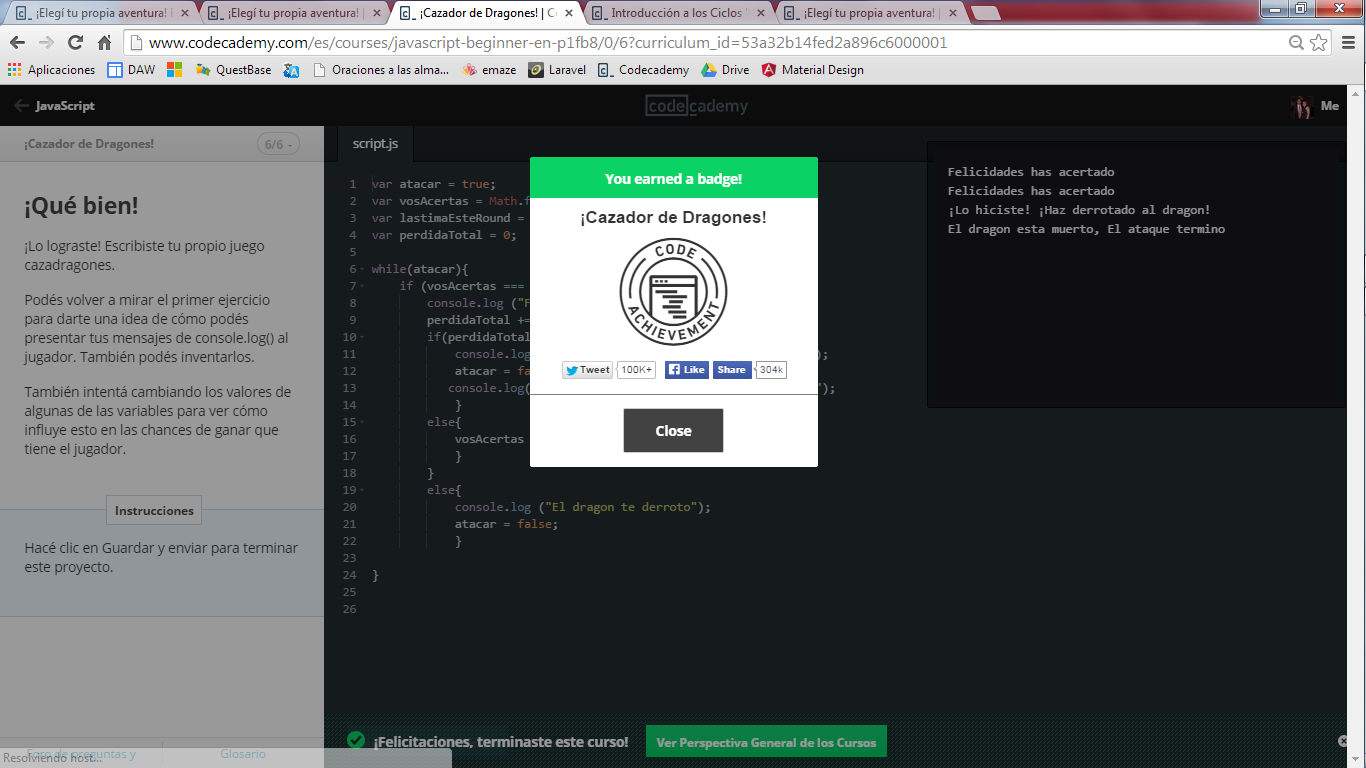 ¡Elegí tu propia aventura!
¡Elegí tu propia aventura! |
¡Cazador de Dragones! | Co
Introducción a los Ciclos "
¡Elegí tu propia aventura! |
www.codecademy.com/es/courses/javascript-beginner-en-p1fb8/0/6?curriculum_id=53a32b14fed2a896c6000001
Aplicaciones DAW QuestBase Oraciones a las alma... emaze Laravel Codecademy Drive Material Design
JavaScript
codecademy
Me
¡Cazador de Dragones!
6/6
¡Qué bien!
¡Lo lograste! Escribiste tu propio juego
cazadragones.
Podés volver a mirar el primer ejercicio
para darte una idea de cómo podés
presentar tus mensajes de console.log() al
jugador. También podés inventarlos.
También intentá cambiando los valores de
algunas de las variables para ver cómo
influye esto en las chances de ganar que
tiene el jugador.
Instrucciones
Hacé clic en Guardar y enviar para terminar
este proyecto.
Foro de preguntas y
Glosario
Resolviendo host...
script.js
1 var atacar = true;
2 var vosAcertas = Math.f
3 var lastimaEsteRound =
4 var perdidaTotal = 0;
5
6 while(atacar){
7 if (vosAcertas ===
8 console.log ("F
9 perdidaTotal +=
10 if(perdidaTotal
11 console.log );
12 atacar = fa
13 console.log( ");
14 }
15 else{
16 vosAcertas
17 }
18 }
19 else{
20 console.log ("El dragon te derroto");
21 atacar = false;
22 }
23
24 }
25
26
You earned a badge!
¡Cazador de Dragones!
CODE
ACHIEVEMENT
Tweet 100K+ Like Share 304k
Close
Felicidades has acertado
Felicidades has acertado
¡Lo hiciste! ¡Haz derrotado al dragon!
El dragon esta muerto, El ataque termino
¡Felicitaciones, terminaste este curso!
Ver Perspectiva General de los Cursos